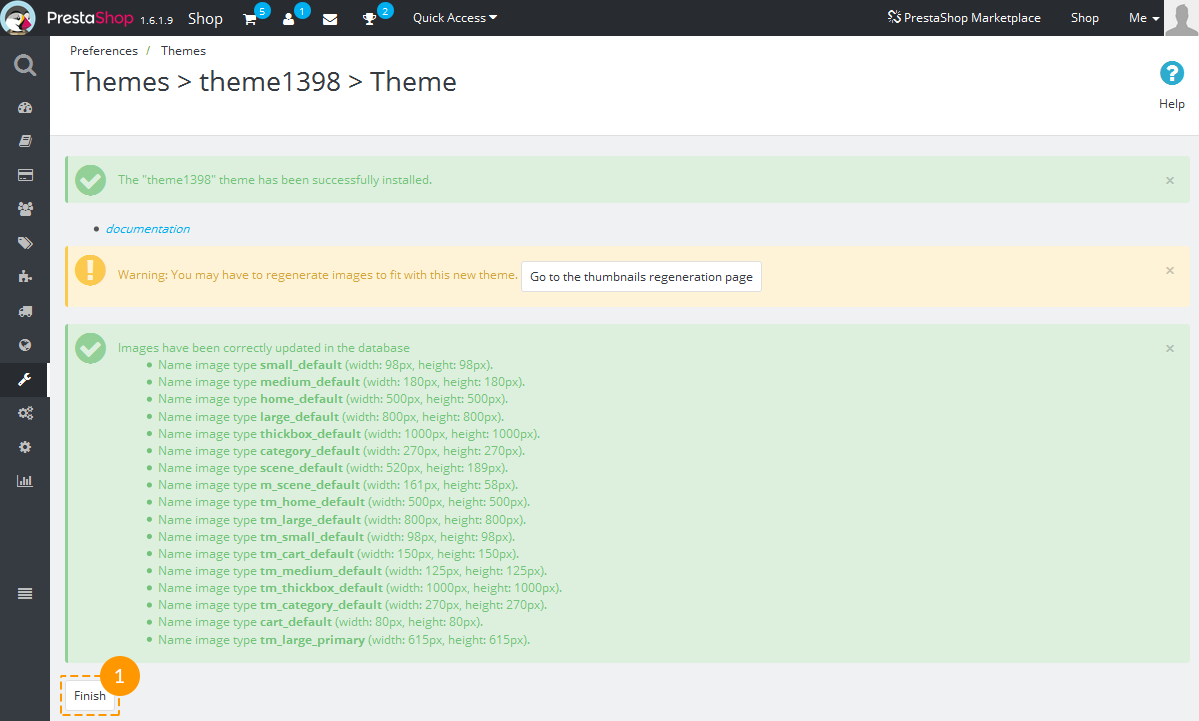 PrestaShop 1.6.1.9 Shop 5 1 2 Quick Access PrestaShop Marketplace Shop Me
Preferences / Themes
Themes > theme1398 > Theme
? Help
The "theme1398" theme has been successfully installed. ×
• documentation
Warning: You may have to regenerate images to fit with this new theme. Go to the thumbnails regeneration page ×
Images have been correctly updated in the database ×
• Name image type small_default (width: 98px, height: 98px).
• Name image type medium_default (width: 180px, height: 180px).
• Name image type home_default (width: 500px, height: 500px).
• Name image type large_default (width: 800px, height: 800px).
• Name image type thickbox_default (width: 1000px, height: 1000px).
• Name image type category_default (width: 270px, height: 270px).
• Name image type scene_default (width: 520px, height: 189px).
• Name image type m_scene_default (width: 161px, height: 58px).
• Name image type tm_home_default (width: 500px, height: 500px).
• Name image type tm_large_default (width: 800px, height: 800px).
• Name image type tm_small_default (width: 98px, height: 98px).
• Name image type tm_cart_default (width: 150px, height: 150px).
• Name image type tm_medium_default (width: 125px, height: 125px).
• Name image type tm_thickbox_default (width: 1000px, height: 1000px).
• Name image type tm_category_default (width: 270px, height: 270px).
• Name image type cart_default (width: 80px, height: 80px).
• Name image type tm_large_primary (width: 615px, height: 615px).
1
Finish